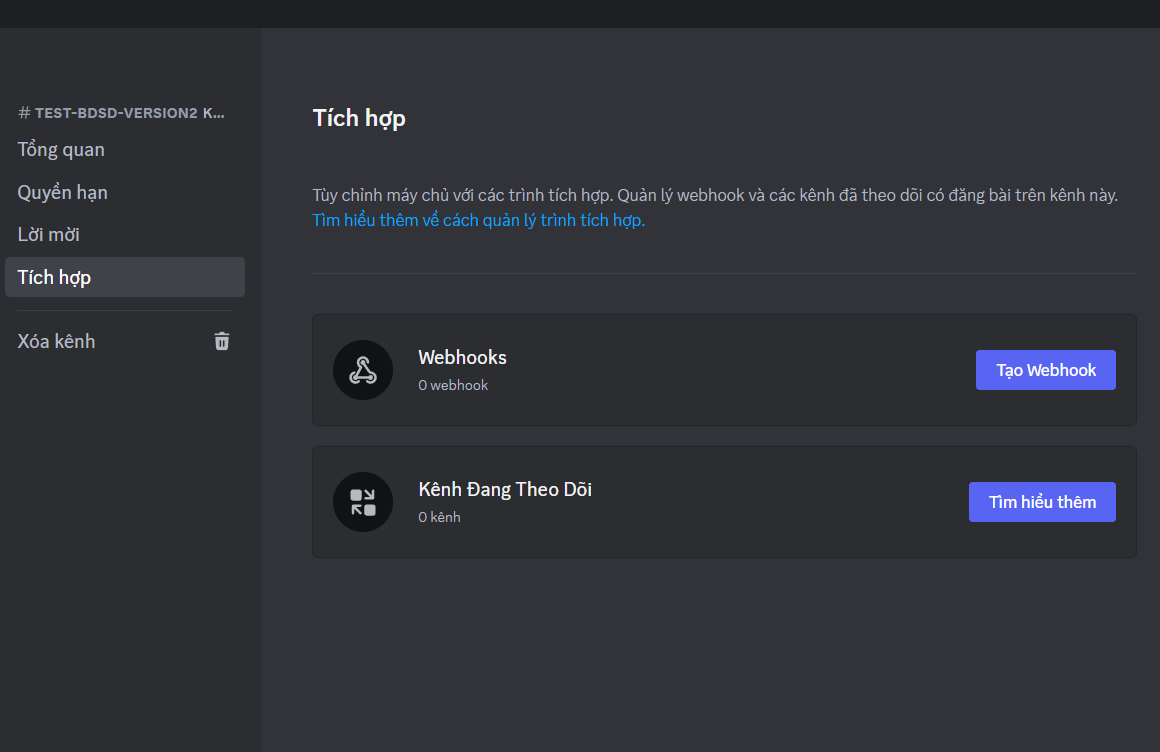 # TEST-BDSD-VERSION2 K...
Tổng quan
Quyền hạn
Lời mời
Tích hợp
Xóa kênh
Tích hợp
Tùy chỉnh máy chủ với các trình tích hợp. Quản lý webhook và các kênh đã theo dõi có đăng bài trên kênh này.
Tìm hiểu thêm về cách quản lý trình tích hợp.
Webhooks
0 webhook
Tạo Webhook
Kênh Đang Theo Dõi
0 kênh
Tìm hiểu thêm